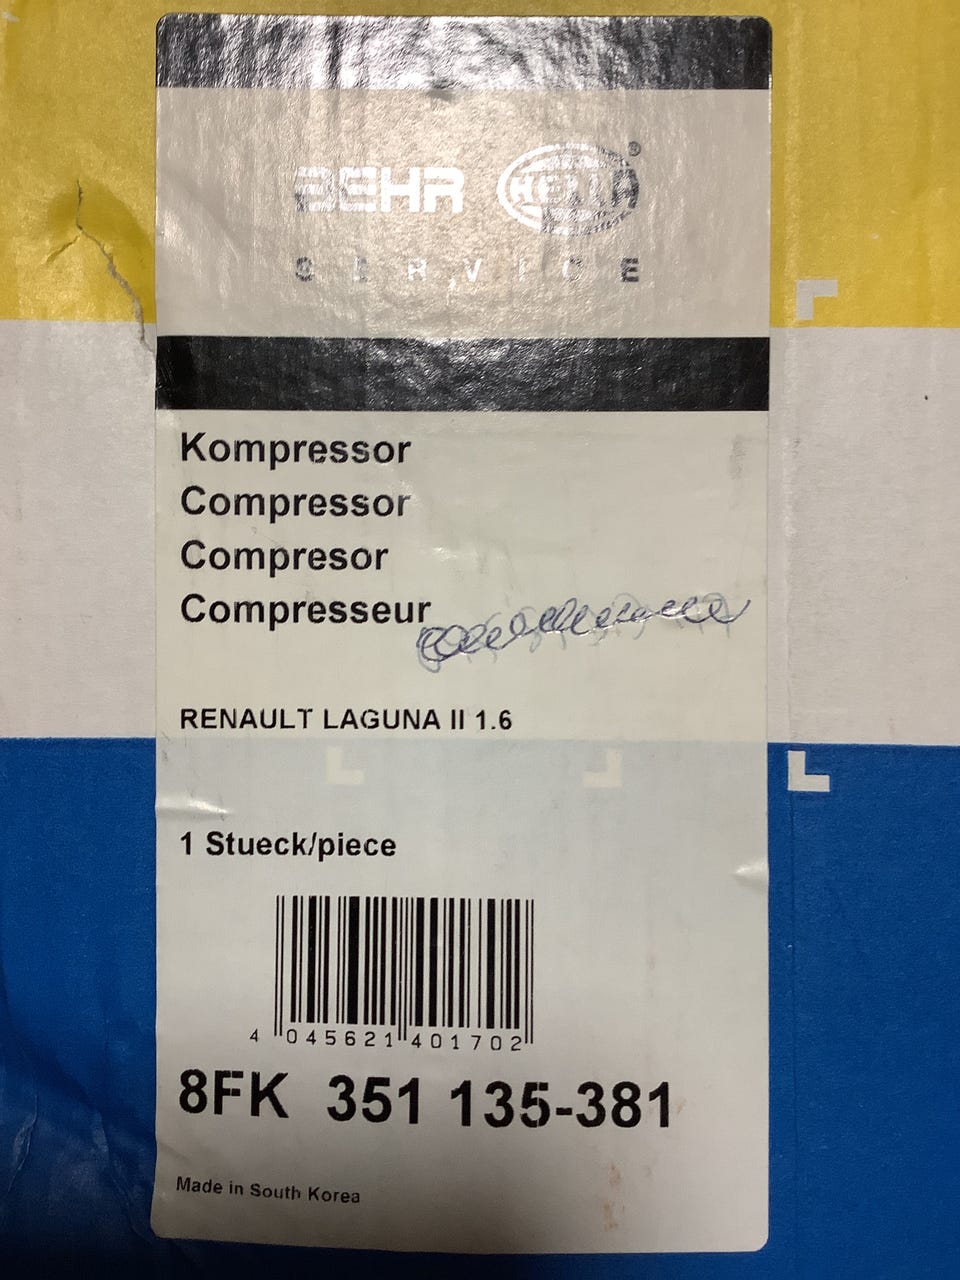 BEHR HELLA®
SERVICE
Kompressor
Compressor
Compresor
Compresseur
RENAULT LAGUNA II 1.6
1 Stueck/piece
4 045621 401702
8FK 351 135-381
Made in South Korea